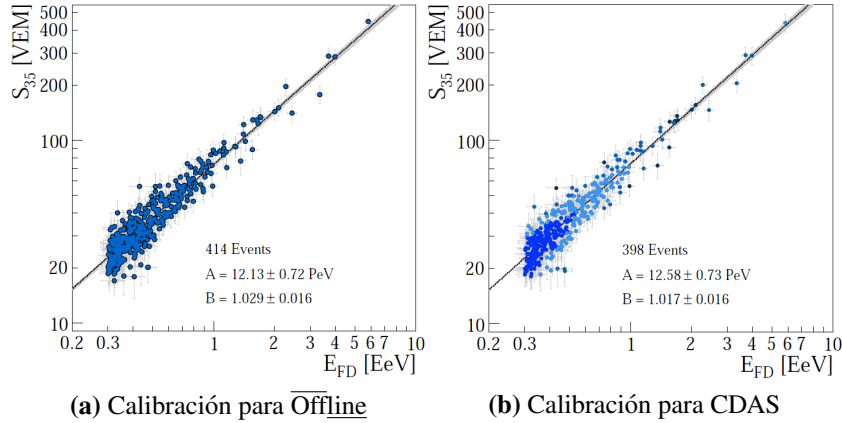 500
400
300
200
100
20
10
S35 [VEM]
414 Events
A = 12.13 ± 0.72 PeV
B = 1.029 ± 0.016
0.2 0.3 1 2 3 4 5 6 7 10
EFD [EeV]
(a) Calibración para Offline
500
400
300
200
100
20
10
S35 [VEM]
398 Events
A = 12.58 ± 0.73 PeV
B = 1.017 ± 0.016
0.2 0.3 1 2 3 4 5 6 7 10
EFD [EeV]
(b) Calibración para CDAS